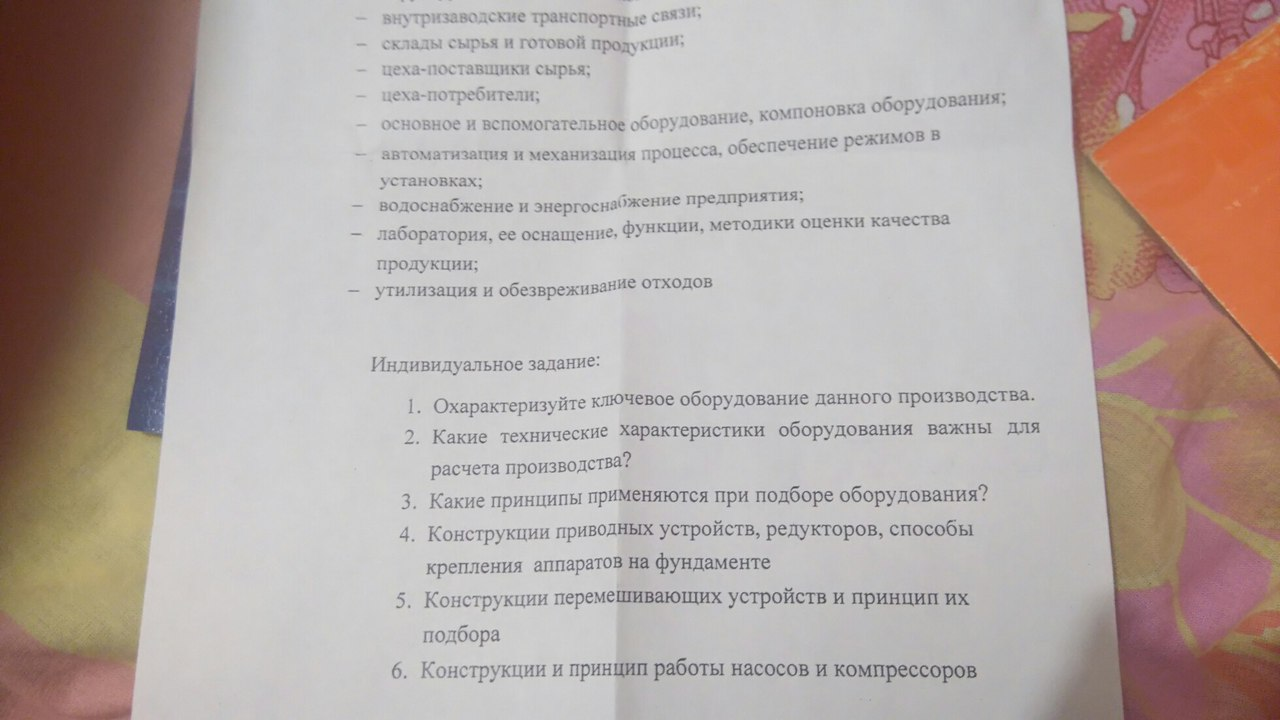 – внутризаводские транспортные связи;
– склады сырья и готовой продукции;
– цеха-поставщики сырья;
– цеха-потребители;
– основное и вспомогательное оборудование, компоновка оборудования;
– автоматизация и механизация процесса, обеспечение режимов в
установках;
– водоснабжение и энергоснабжение предприятия;
– лаборатория, ее оснащение, функции, методики оценки качества
продукции;
– утилизация и обезвреживание отходов
Индивидуальное задание:
1. Охарактеризуйте ключевое оборудование данного производства.
2. Какие технические характеристики оборудования важны для
расчета производства?
3. Какие принципы применяются при подборе оборудования?
4. Конструкции приводных устройств, редукторов, способы
крепления аппаратов на фундаменте
5. Конструкции перемешивающих устройств и принцип их
подбора
6. Конструкции и принцип работы насосов и компрессоров